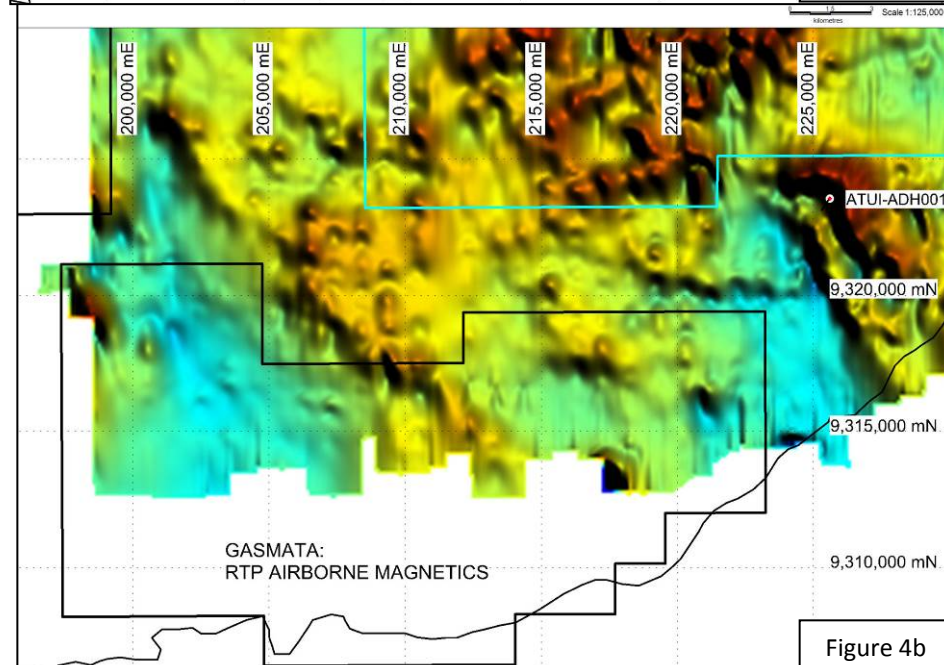 Scale 1:125,000
kilometres
200,000 mE
205,000 mE
210,000 mE
215,000 mE
220,000 mE
225,000 mE
ATUI-ADH001
9,320,000 mN
9,315,000 mN
9,310,000 mN
GASMATA:
RTP AIRBORNE MAGNETICS
Figure 4b